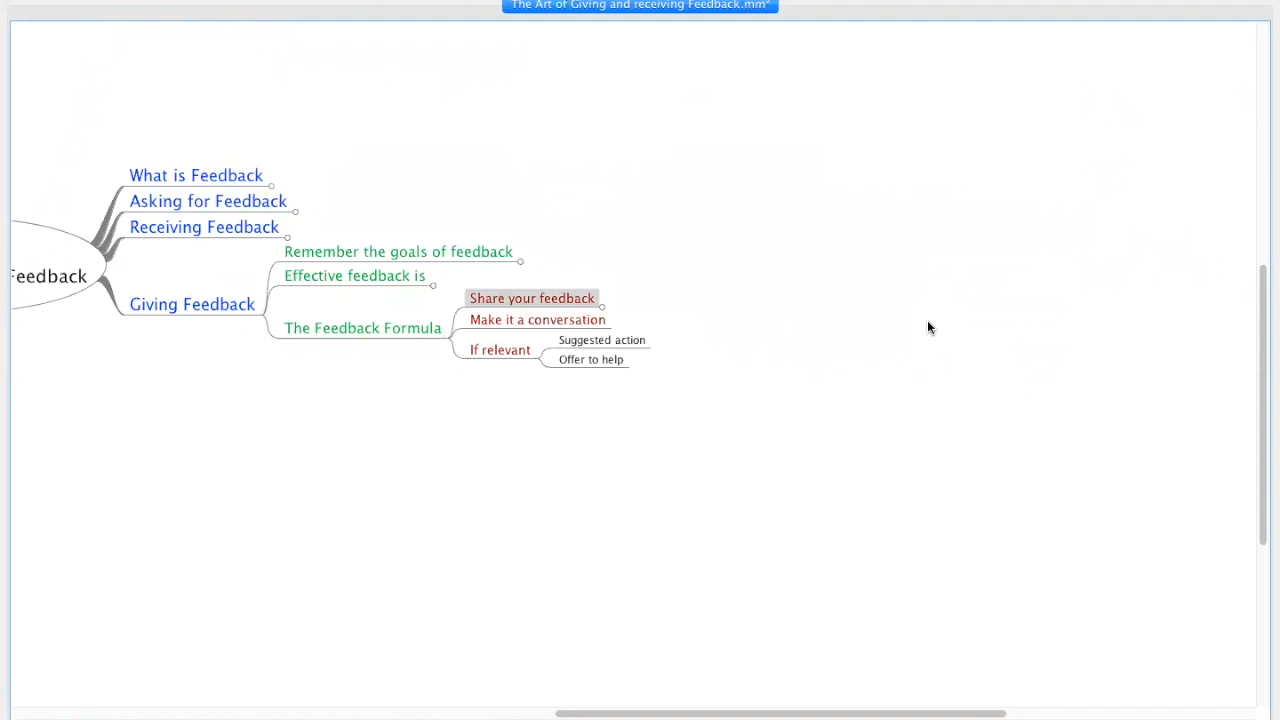 The Art of Giving and receiving Feedback.mm*
What is Feedback
Asking for Feedback
Receiving Feedback
Feedback
Giving Feedback
Remember the goals of feedback
Effective feedback is
The Feedback Formula
Share your feedback
Make it a conversation
If relevant
Suggested action
Offer to help